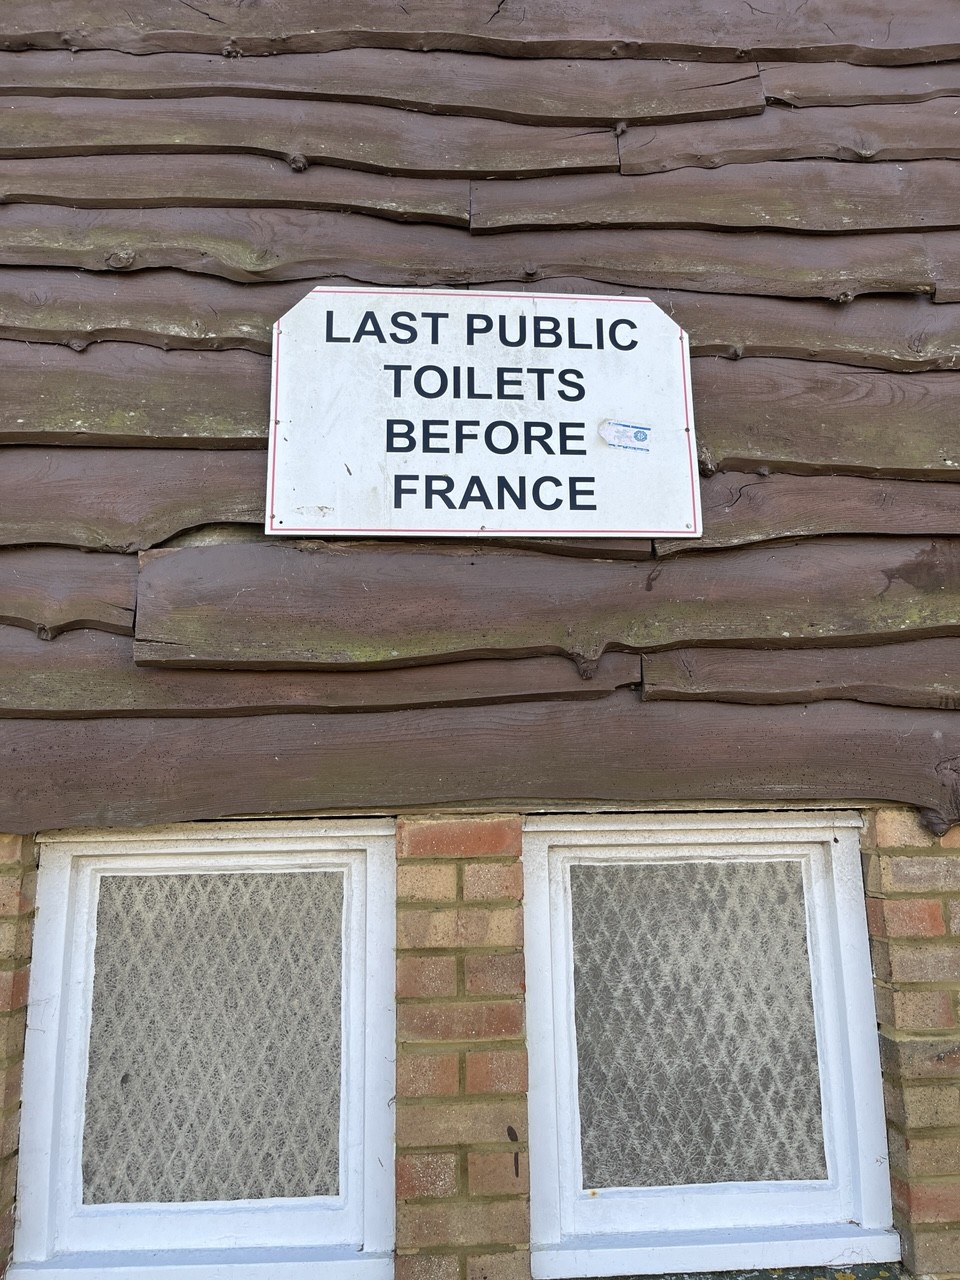 LAST PUBLIC
TOILETS
BEFORE
FRANCE